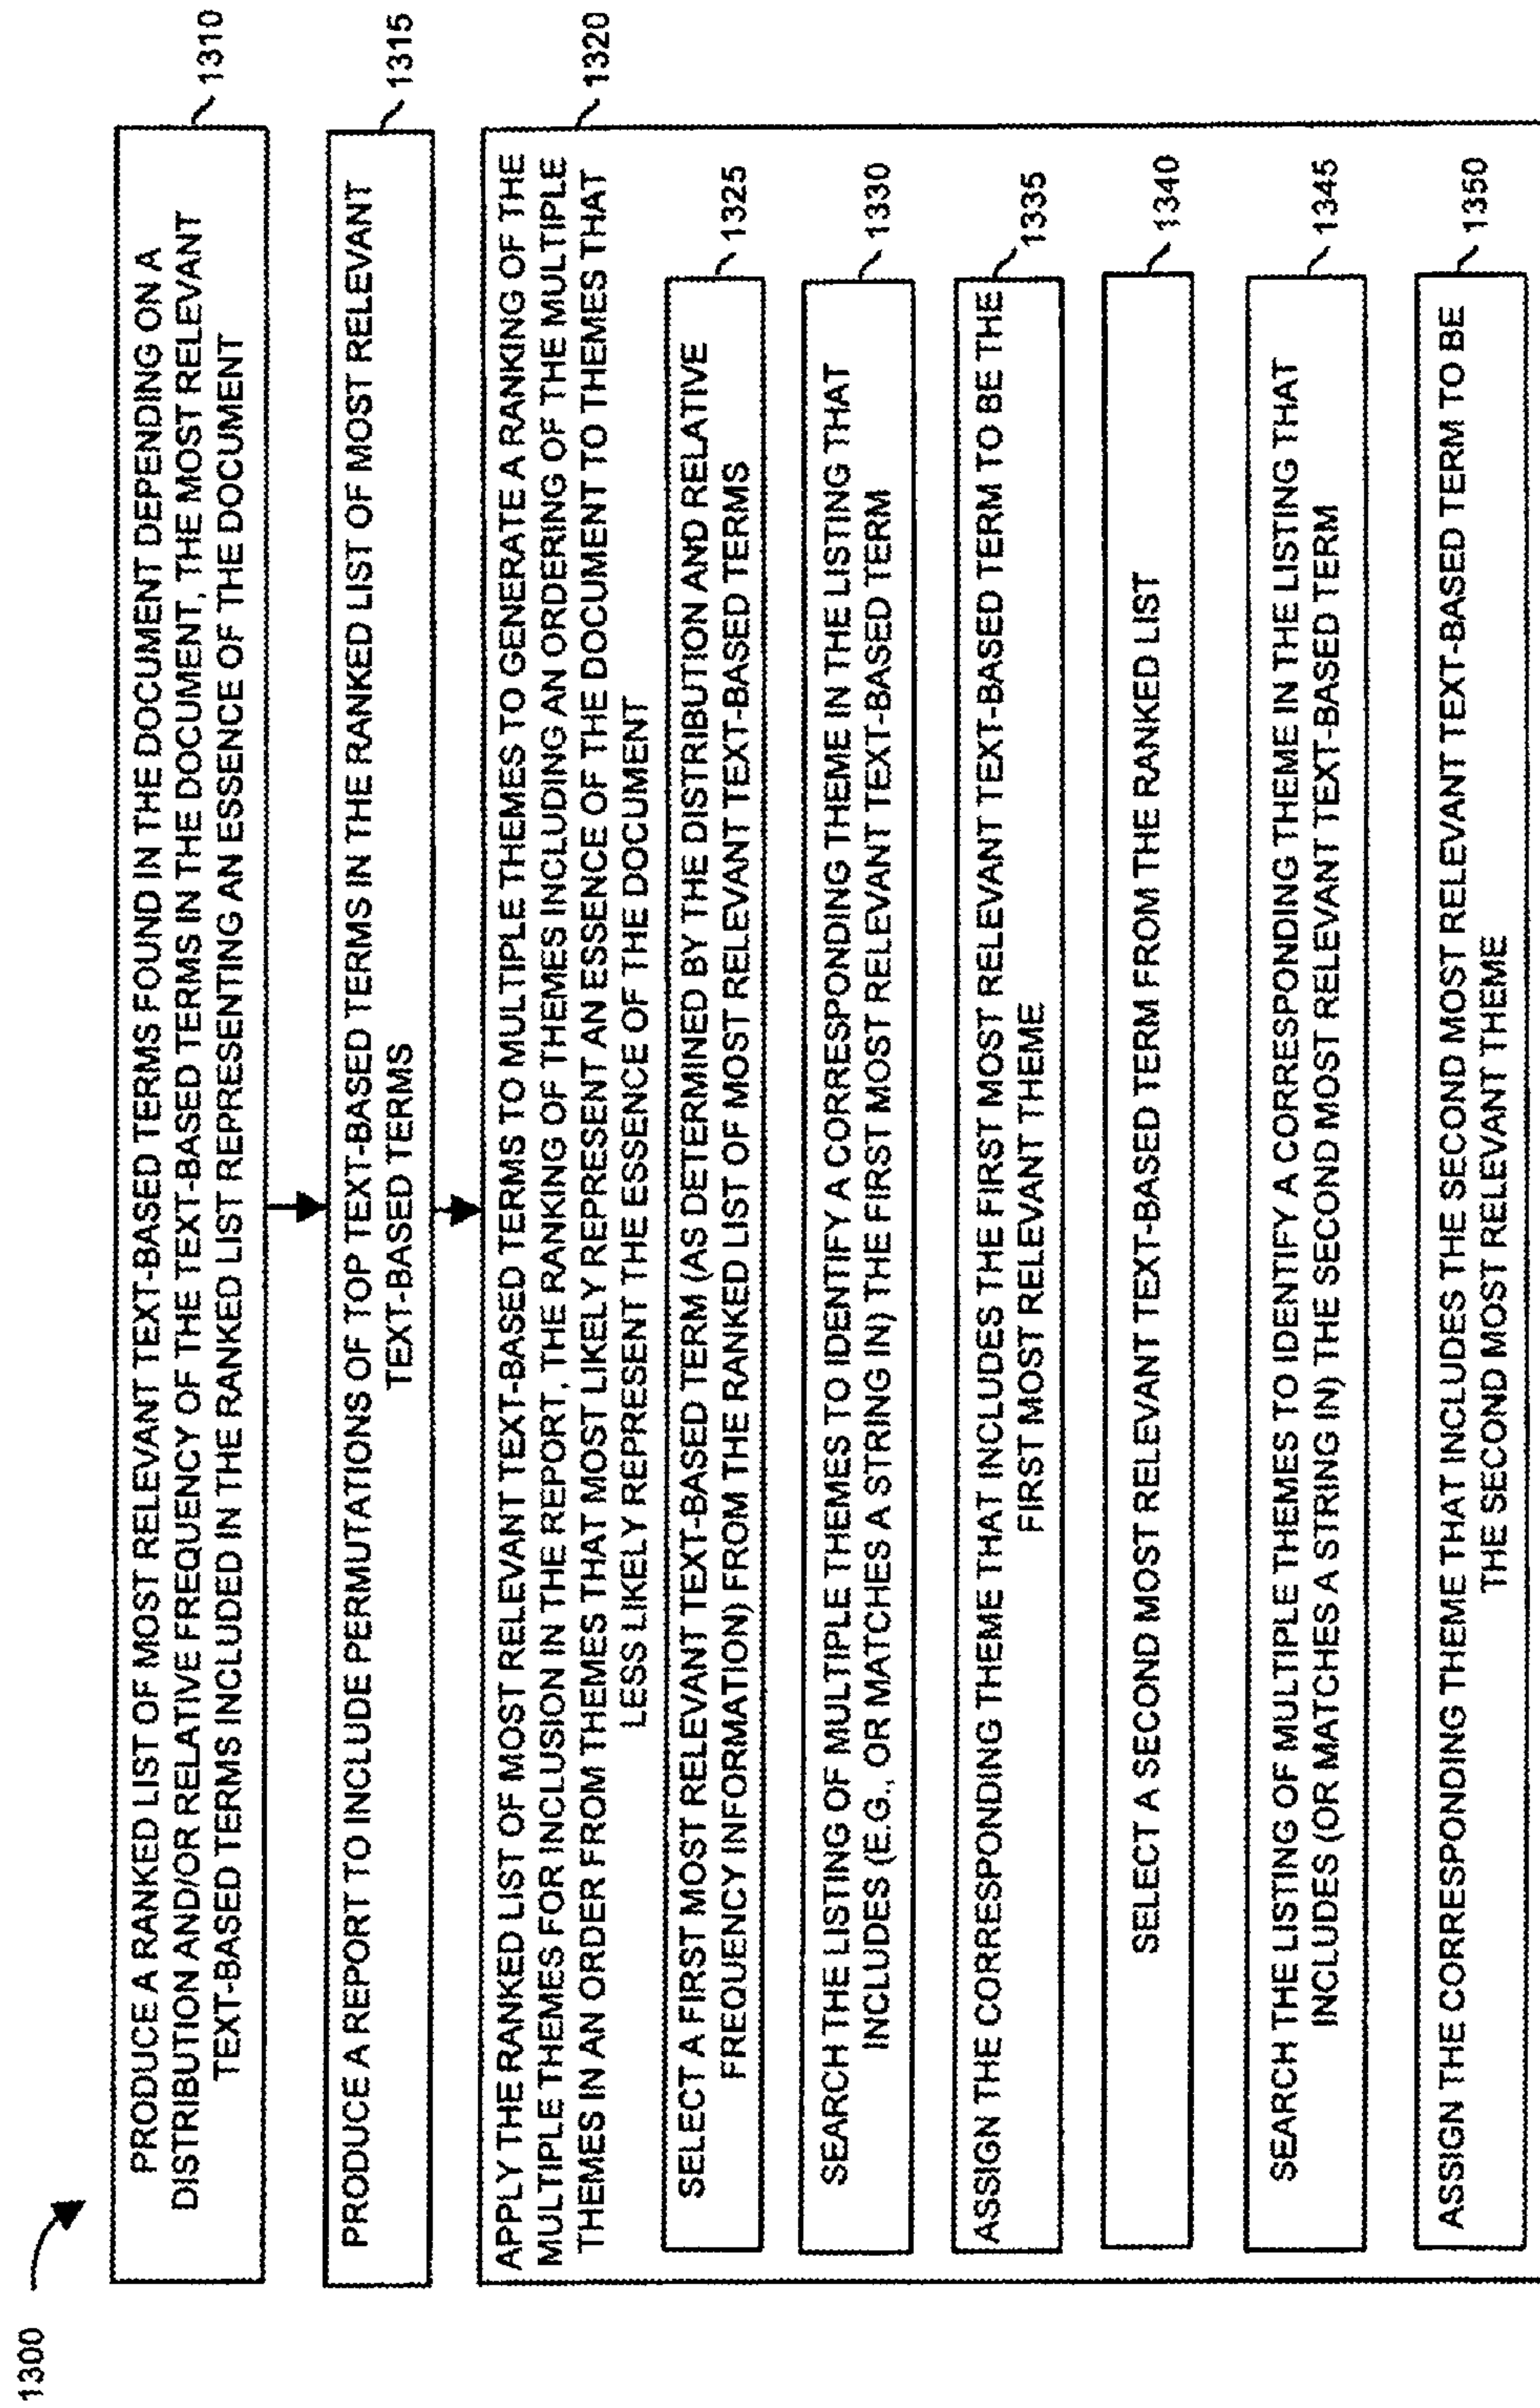 1300
PRODUCE A RANKED LIST OF MOST RELEVANT TEXT-BASED TERMS FOUND IN THE DOCUMENT DEPENDING ON A
DISTRIBUTION AND/OR RELATIVE FREQUENCY OF THE TEXT-BASED TERMS IN THE DOCUMENT, THE MOST RELEVANT
TEXT-BASED TERMS INCLUDED IN THE RANKED LIST REPRESENTING AN ESSENCE OF THE DOCUMENT
1310
PRODUCE A REPORT TO INCLUDE PERMUTATIONS OF TOP TEXT-BASED TERMS IN THE RANKED LIST OF MOST RELEVANT
TEXT-BASED TERMS
1315
APPLY THE RANKED LIST OF MOST RELEVANT TEXT-BASED TERMS TO MULTIPLE THEMES TO GENERATE A RANKING OF THE
MULTIPLE THEMES FOR INCLUSION IN THE REPORT, THE RANKING OF THEMES INCLUDING AN ORDERING OF THE MULTIPLE
THEMES IN AN ORDER FROM THEMES THAT MOST LIKELY REPRESENT AN ESSENCE OF THE DOCUMENT TO THEMES THAT
LESS LIKELY REPRESENT THE ESSENCE OF THE DOCUMENT
1320
SELECT A FIRST MOST RELEVANT TEXT-BASED TERM (AS DETERMINED BY THE DISTRIBUTION AND RELATIVE
FREQUENCY INFORMATION) FROM THE RANKED LIST OF MOST RELEVANT TEXT-BASED TERMS
1325
SEARCH THE LISTING OF MULTIPLE THEMES TO IDENTIFY A CORRESPONDING THEME IN THE LISTING THAT
INCLUDES (E.G., OR MATCHES A STRING IN) THE FIRST MOST RELEVANT TEXT-BASED TERM
1330
ASSIGN THE CORRESPONDING THEME THAT INCLUDES THE FIRST MOST RELEVANT TEXT-BASED TERM TO BE THE
FIRST MOST RELEVANT THEME
1335
SELECT A SECOND MOST RELEVANT TEXT-BASED TERM FROM THE RANKED LIST
1340
SEARCH THE LISTING OF MULTIPLE THEMES TO IDENTIFY A CORRESPONDING THEME IN THE LISTING THAT
INCLUDES (OR MATCHES A STRING IN) THE SECOND MOST RELEVANT TEXT-BASED TERM
1345
ASSIGN THE CORRESPONDING THEME THAT INCLUDES THE SECOND MOST RELEVANT TEXT-BASED TERM TO BE
THE SECOND MOST RELEVANT THEME
1350